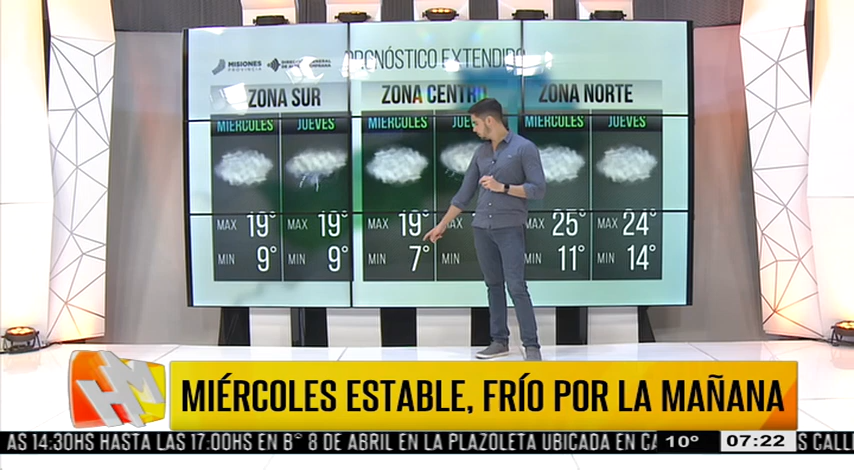 MISIONES
PROVINCIA
PRONÓSTICO EXTENDIDO
ZONA SUR
ZONA CENTRO
ZONA NORTE
MIÉRCOLES JUEVES MIÉRCOLES MIÉRCOLES JUEVES
MAX 19° MAX 19° MAX 19° MAX 25° MAX 24°
MIN 9° MIN 9° MIN 7° MIN 11° MIN 14°
HM
MIÉRCOLES ESTABLE, FRÍO POR LA MAÑANA
AS 14:30HS HASTA LAS 17:00HS EN B° 8 DE ABRIL EN LA PLAZOLETA UBICADA EN CA 10° 07:22 S CALL